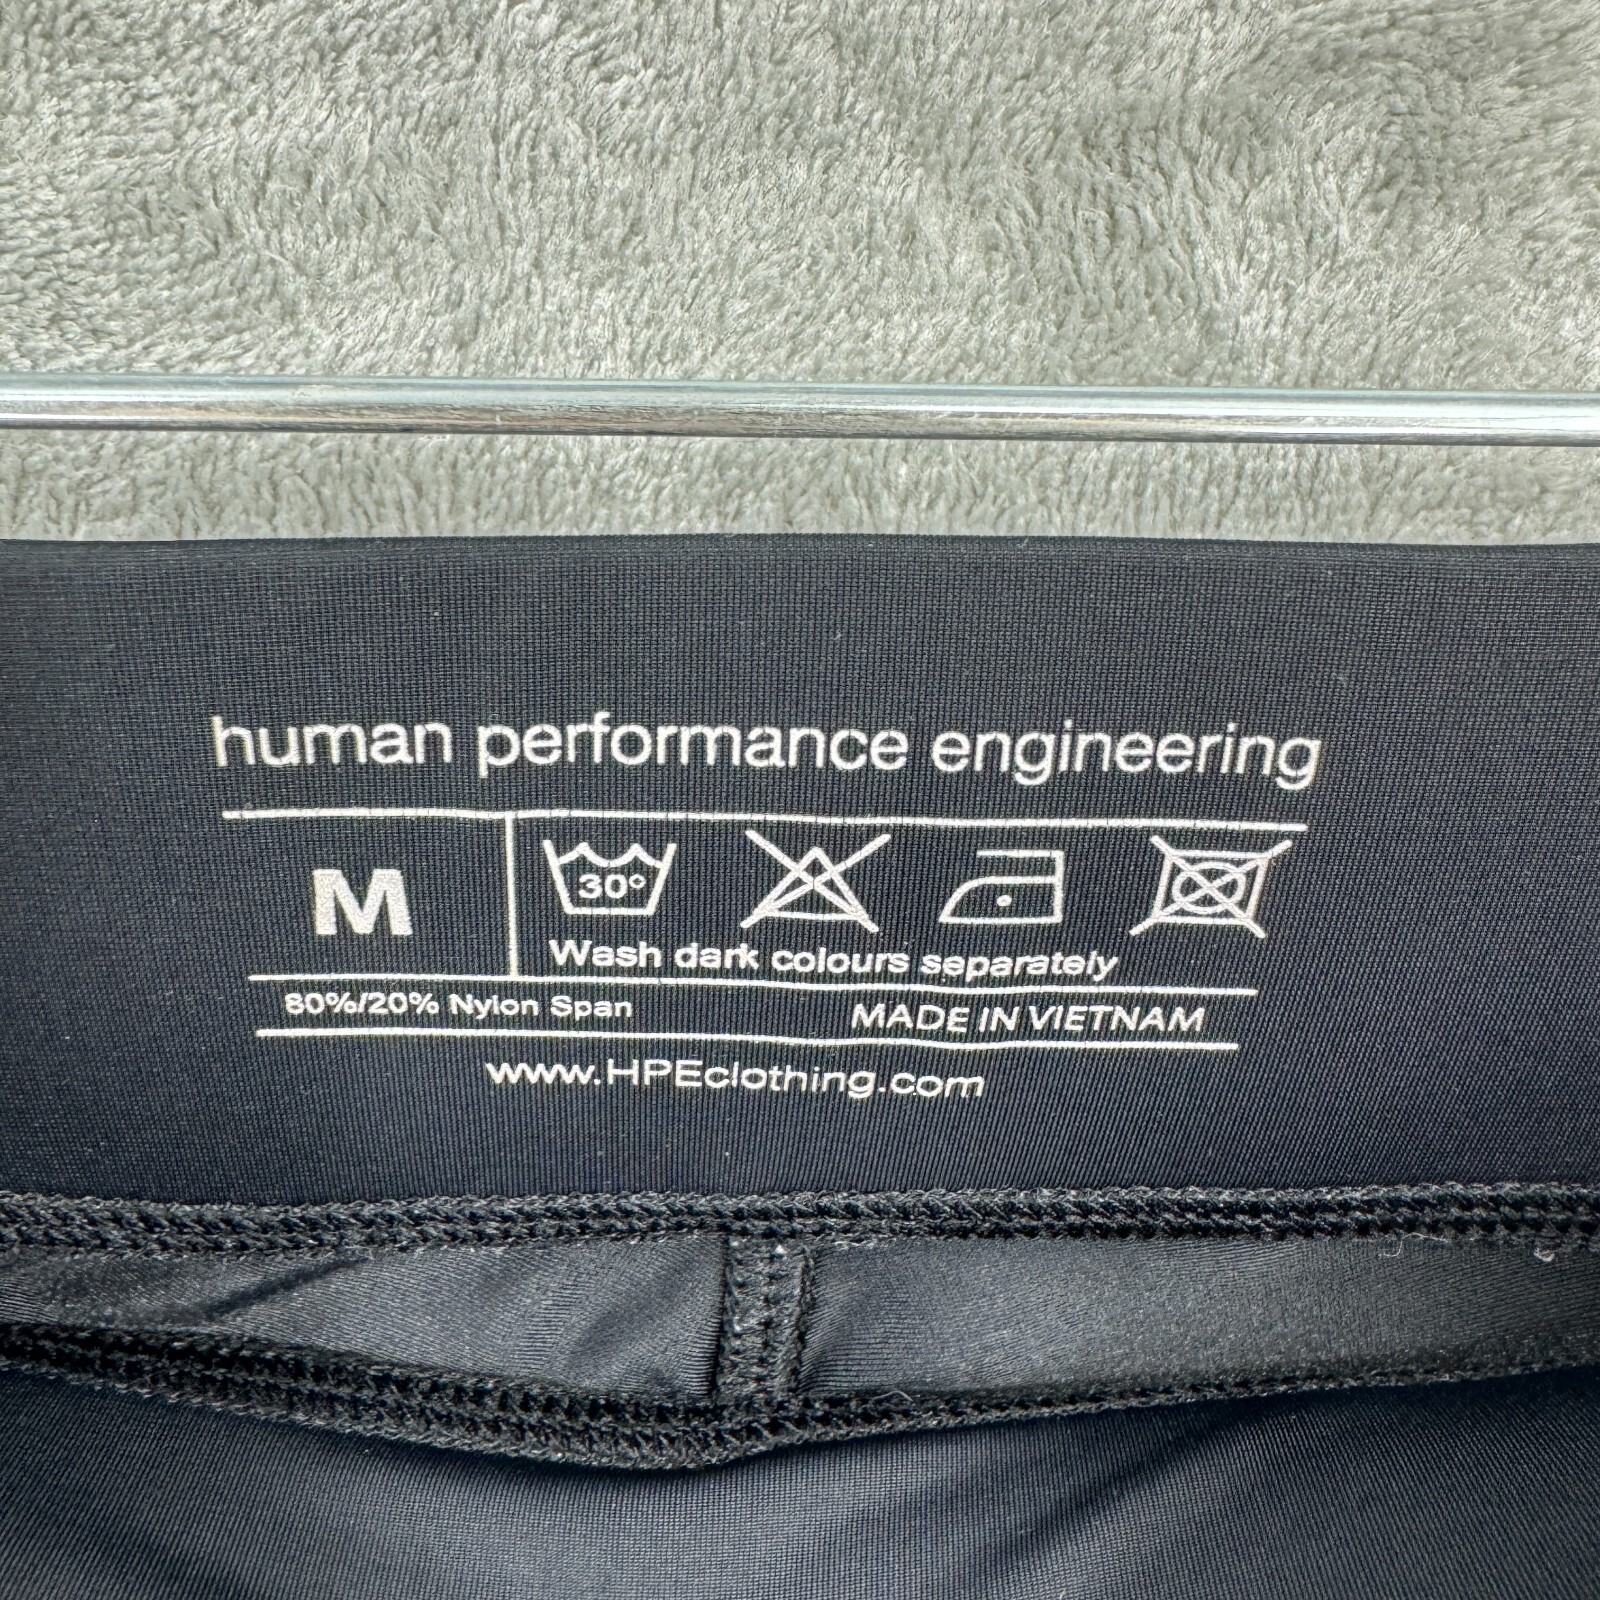 human performance engineering
M
30°
Wash dark colours separately
80%/20% Nylon Span
MADE IN VIETNAM
www.HPEclothing.com